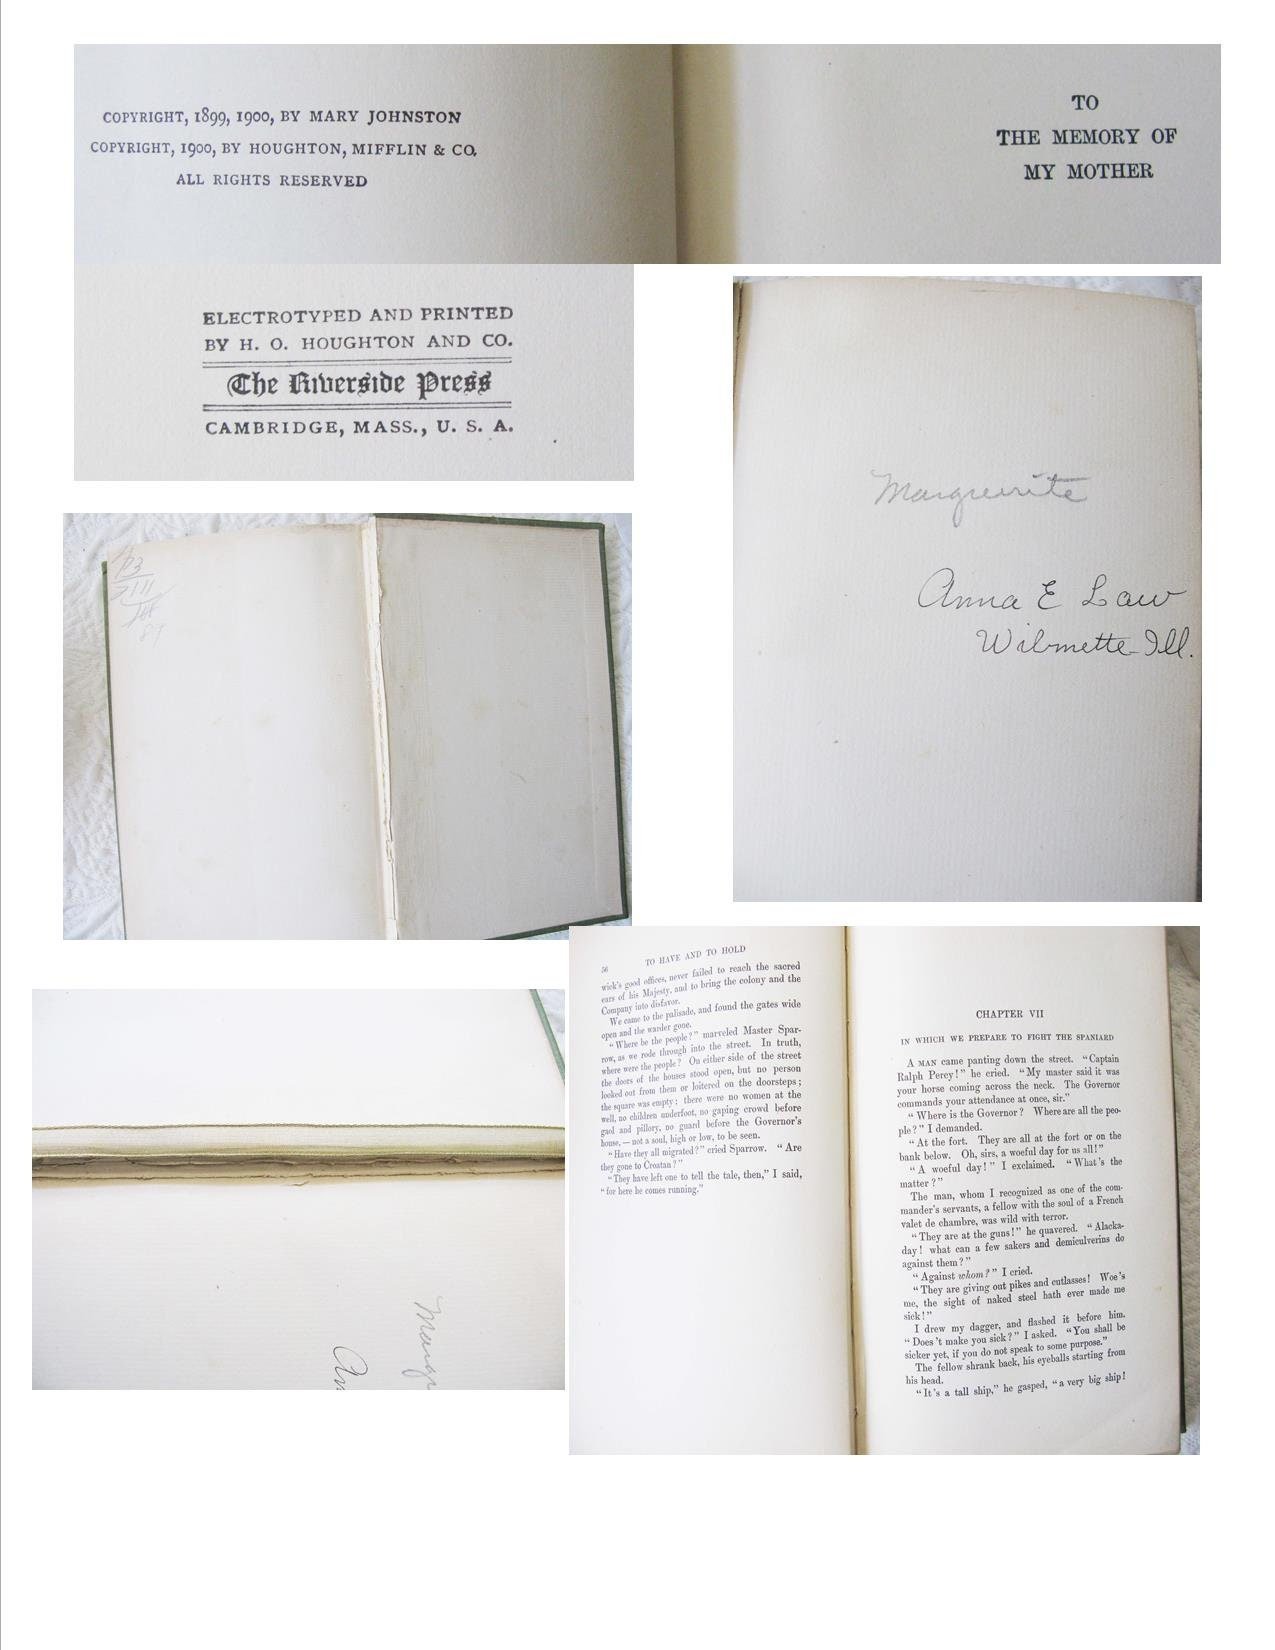 COPYRIGHT, 1899, 1900, BY MARY JOHNSTON
COPYRIGHT, 1900, BY HOUGHTON, MIFFLIN & CO.
ALL RIGHTS RESERVED
TO
THE MEMORY OF
MY MOTHER
ELECTROTYPED AND PRINTED
BY H. O. HOUGHTON AND CO.
The Riverside Press
CAMBRIDGE, MASS., U. S. A.
Marguerite
Anna E Law
Wilmette Ill.
56 TO HAVE AND TO HOLD
wick's good offices, never failed to reach the sacred
ears of his Majesty, and to bring the colony and the
Company into disfavor.
We came to the palisade, and found the gates wide
open and the warder gone.
"Where be the people?" marveled Master Spar-
row, as we rode through into the street. In truth,
where were the people? On either side of the street
the doors of the houses stood open, but no person
looked out from them or loitered on the doorsteps;
the square was empty; there were no women at the
well, no children underfoot, no gaping crowd before
gaol and pillory, no guard before the Governor's
house, — not a soul, high or low, to be seen.
"Have they all migrated?" cried Sparrow. "Are
they gone to Croatan?"
"They have left one to tell the tale, then," I said,
"for here he comes running."
CHAPTER VII
IN WHICH WE PREPARE TO FIGHT THE SPANIARD
A MAN came panting down the street. "Captain
Ralph Percy!" he cried. "My master said it was
your horse coming across the neck. The Governor
commands your attendance at once, sir."
"Where is the Governor? Where are all the peo-
ple?" I demanded.
"At the fort. They are all at the fort or on the
bank below. Oh, sirs, a woeful day for us all!"
"A woeful day!" I exclaimed. "What's the
matter?"
The man, whom I recognized as one of the com-
mander's servants, a fellow with the soul of a French
valet de chambre, was wild with terror.
"They are at the guns!" he quavered. "Alacka-
day! what can a few sakers and demiculverins do
against them?"
"Against whom?" I cried.
"They are giving out pikes and cutlasses! Woe's
me, the sight of naked steel hath ever made me
sick!"
I drew my dagger, and flashed it before him.
"Does 't make you sick?" I asked. "You shall be
sicker yet, if you do not speak to some purpose."
The fellow shrank back, his eyeballs starting from
his head.
"It's a tall ship," he gasped, "a very big ship!
Margu
An